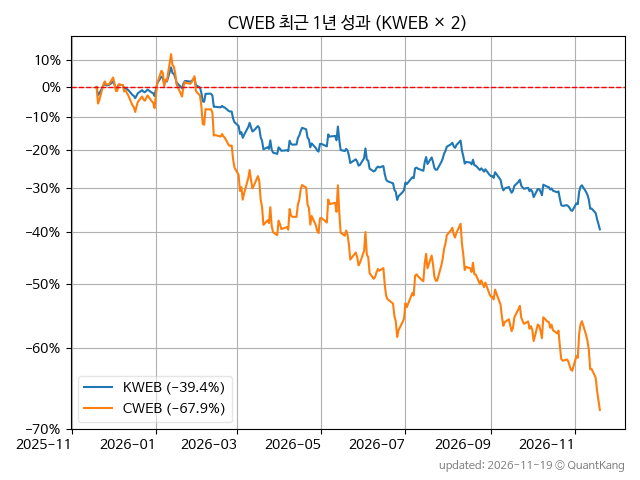 CWEB 최근 1년 성과 (KWEB × 2)
10%
0%
−10%
−20%
−30%
−40%
−50%
−60%
−70%
KWEB (−39.4%)
CWEB (−67.9%)
2025-11 2026-01 2026-03 2026-05 2026-07 2026-09 2026-11
updated: 2026-11-19 © QuantKang